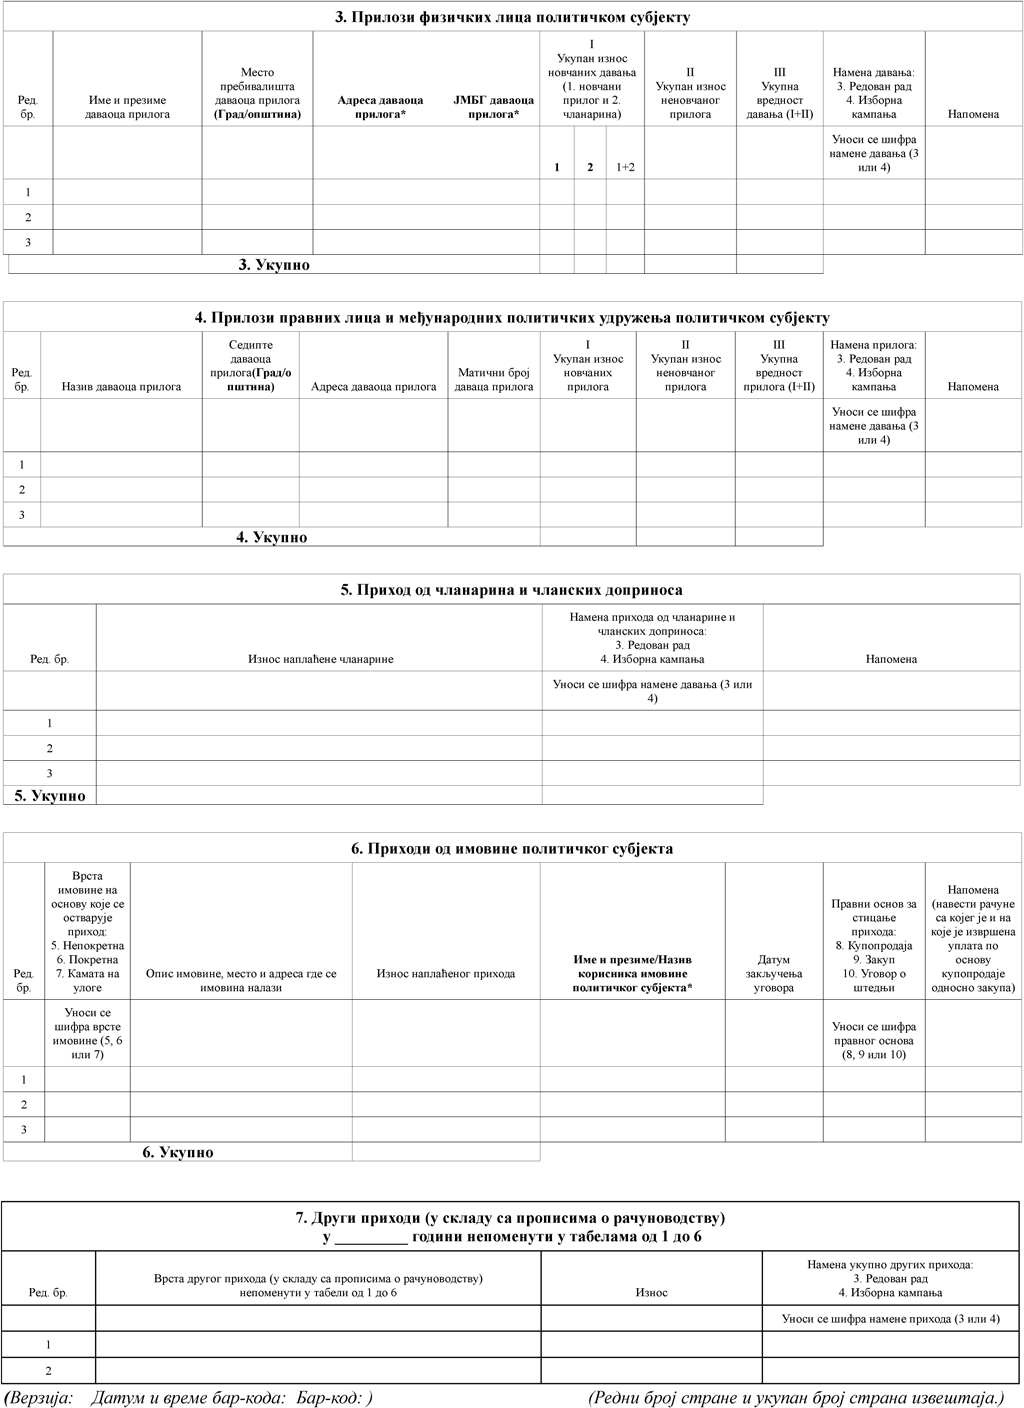 3. Прилози физичких лица политичком субјекту
Ред.
бр.
Име и презиме
даваоца прилога
Место
пребивалишта
даваоца прилога
(Град/општина)
Адреса даваоца
прилога*
ЈМБГ даваоца
прилога*
I
Укупан износ
новчаних давања
(1. новчани
прилог и 2.
чланарина)
II
Укупан износ
неновчаног
прилога
III
Укупна
вредност
давања (I+II)
Намена давања:
3. Редован рад
4. Изборна
кампања
Напомена
1
2
1+2
Уноси се шифра
намене давања (3
или 4)
1
2
3
3. Укупно
4. Прилози правних лица и међународних политичких удружења политичком субјекту
Ред.
бр.
Назив даваоца прилога
Седипте
даваоца
прилога(Град/о
пштина)
Адреса даваоца прилога
Матични број
даваца прилога
I
Укупан износ
новчаних
прилога
II
Укупан износ
неновчаног
прилога
III
Укупна
вредност
прилога (I+II)
Намена прилога:
3. Редован рад
4. Изборна
кампања
Напомена
Уноси се шифра
намене давања (3
или 4)
1
2
3
4. Укупно
5. Приход од чланарина и чланских доприноса
Ред. бр.
Износ наплаћене чланарине
Намена прихода од чланарине и
чланских доприноса:
3. Редован рад
4. Изборна кампања
Напомена
Уноси се шифра намене давања (3 или
4)
1
2
3
5. Укупно
6. Приходи од имовине политичког субјекта
Ред.
бр.
Врста
имовине на
основу које се
остварује
приход:
5. Непокретна
6. Покретна
7. Камата на
улоге
Опис имовине, место и адреса где се
имовина налази
Износ наплаћеног прихода
Име и презиме/Назив
корисника имовине
политичког субјекта*
Датум
закључења
уговора
Правни основ за
стицање
прихода:
8. Купопродаја
9. Закуп
10. Уговор о
штедњи
Напомена
(навести рачуне
са којег је и на
које је извршена
уплата по
основу
купопродаје
односно закупа)
Уноси се
шифра врсте
имовине (5, 6
или 7)
Уноси се шифра
правног основа
(8, 9 или 10)
1
2
3
6. Укупно
7. Други приходи (у складу са прописима о рачуноводству)
у __________ години непоменути у табелама од 1 до 6
Ред. бр.
Врста другог прихода (у складу са прописима о рачуноводству)
непоменути у табели од 1 до 6
Износ
Намена укупно других прихода:
3. Редован рад
4. Изборна кампања
Уноси се шифра намене прихода (3 или 4)
1
2
(Верзија: Датум и време бар-кода: Бар-код: ) (Редни број стране и укупан број страна извештаја.)